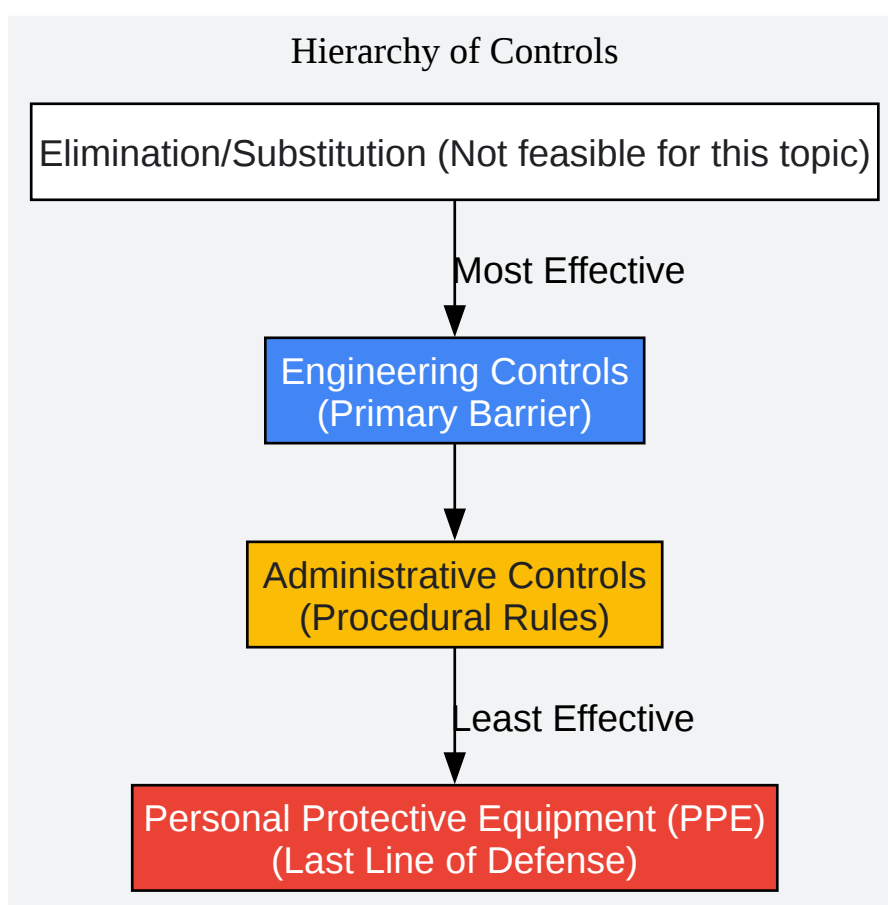 Hierarchy of Controls
Elimination/Substitution (Not feasible for this topic)
Most Effective
Engineering Controls
(Primary Barrier)
Administrative Controls
(Procedural Rules)
Least Effective
Personal Protective Equipment (PPE)
(Last Line of Defense)